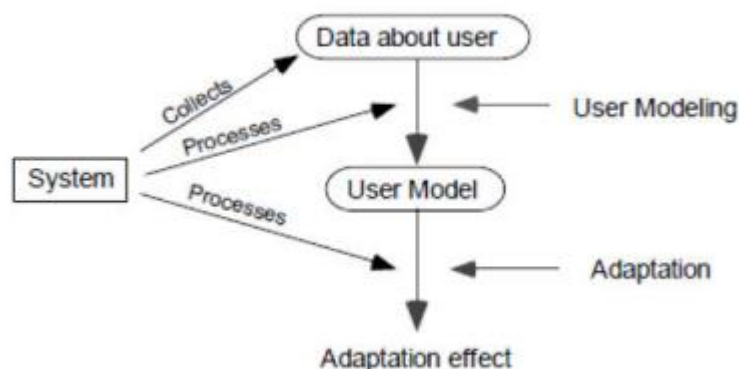 Data about user
Collects
Processes
User Modeling
System
User Model
Processes
Adaptation
Adaptation effect